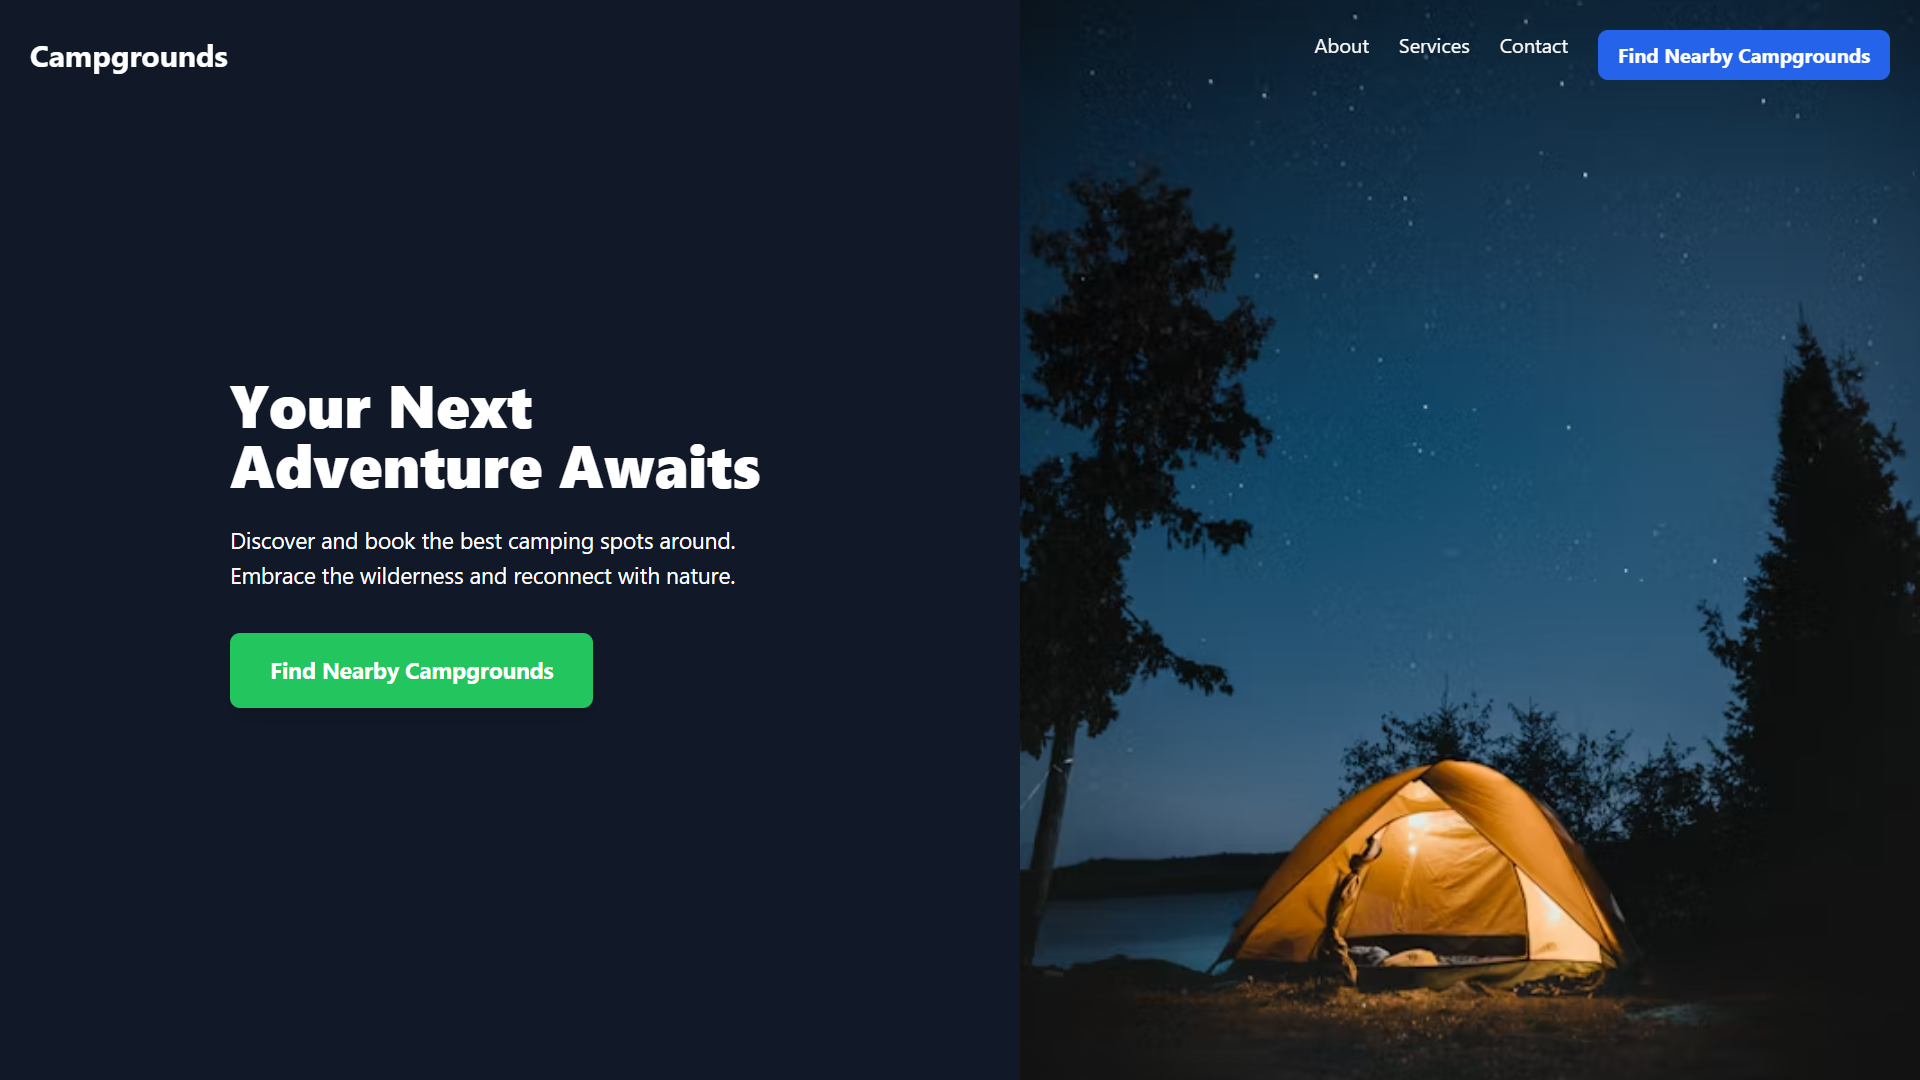 Campgrounds
About
Services
Contact
Find Nearby Campgrounds
Your Next
Adventure Awaits
Discover and book the best camping spots around.
Embrace the wilderness and reconnect with nature.
Find Nearby Campgrounds